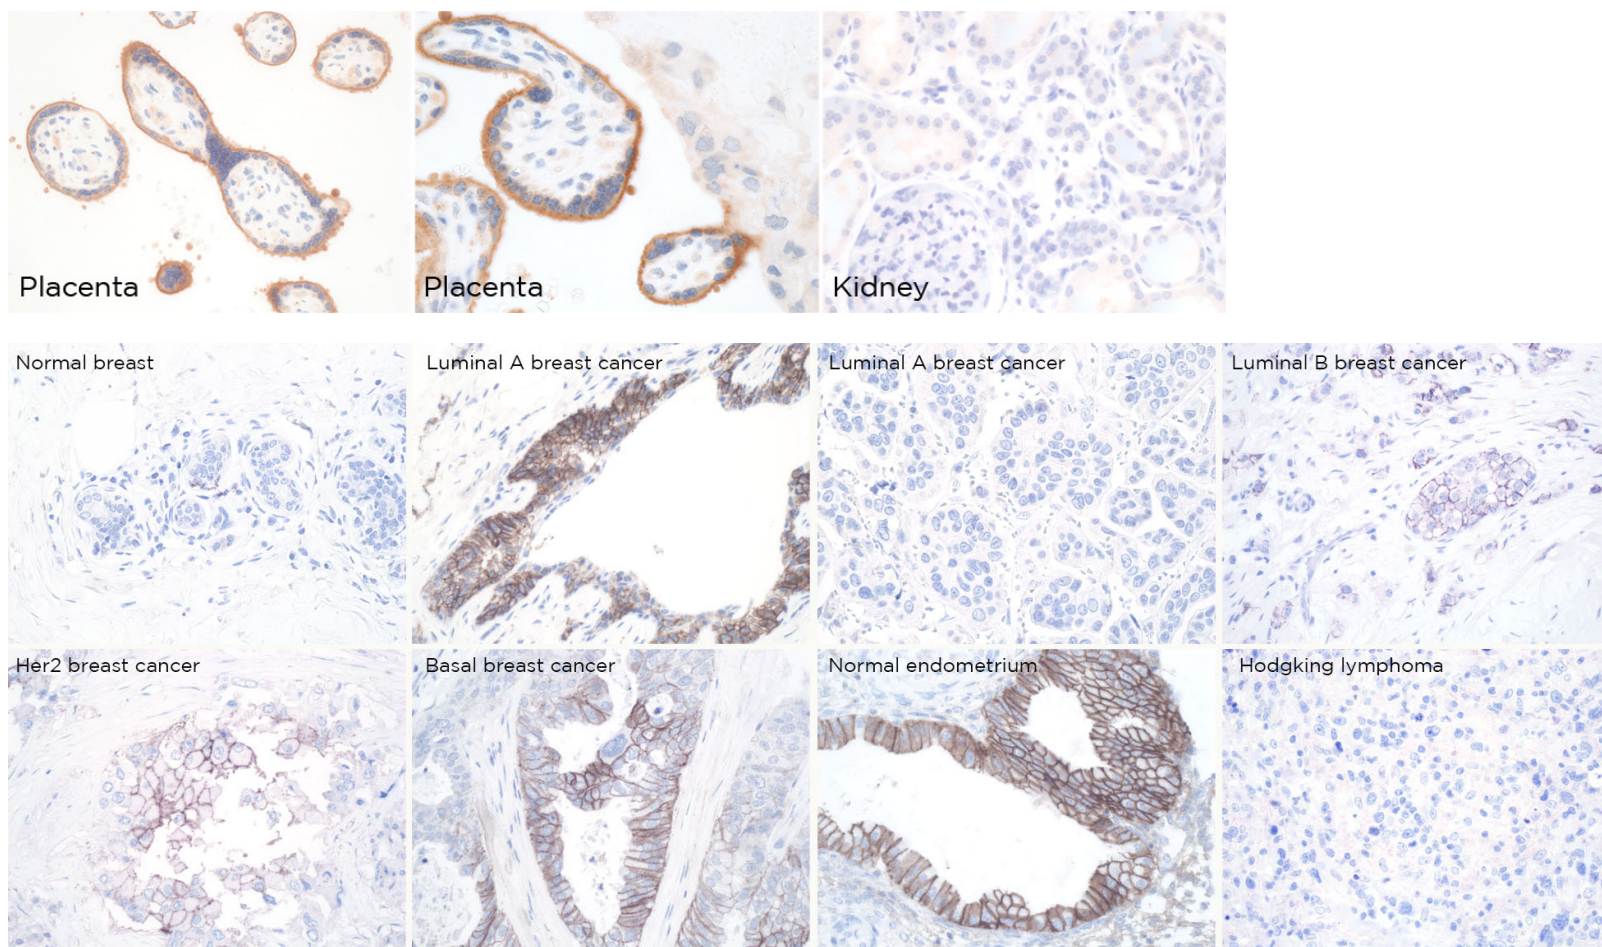 Placenta
Placenta
Kidney
Normal breast
Luminal A breast cancer
Luminal A breast cancer
Luminal B breast cancer
Her2 breast cancer
Basal breast cancer
Normal endometrium
Hodgking lymphoma